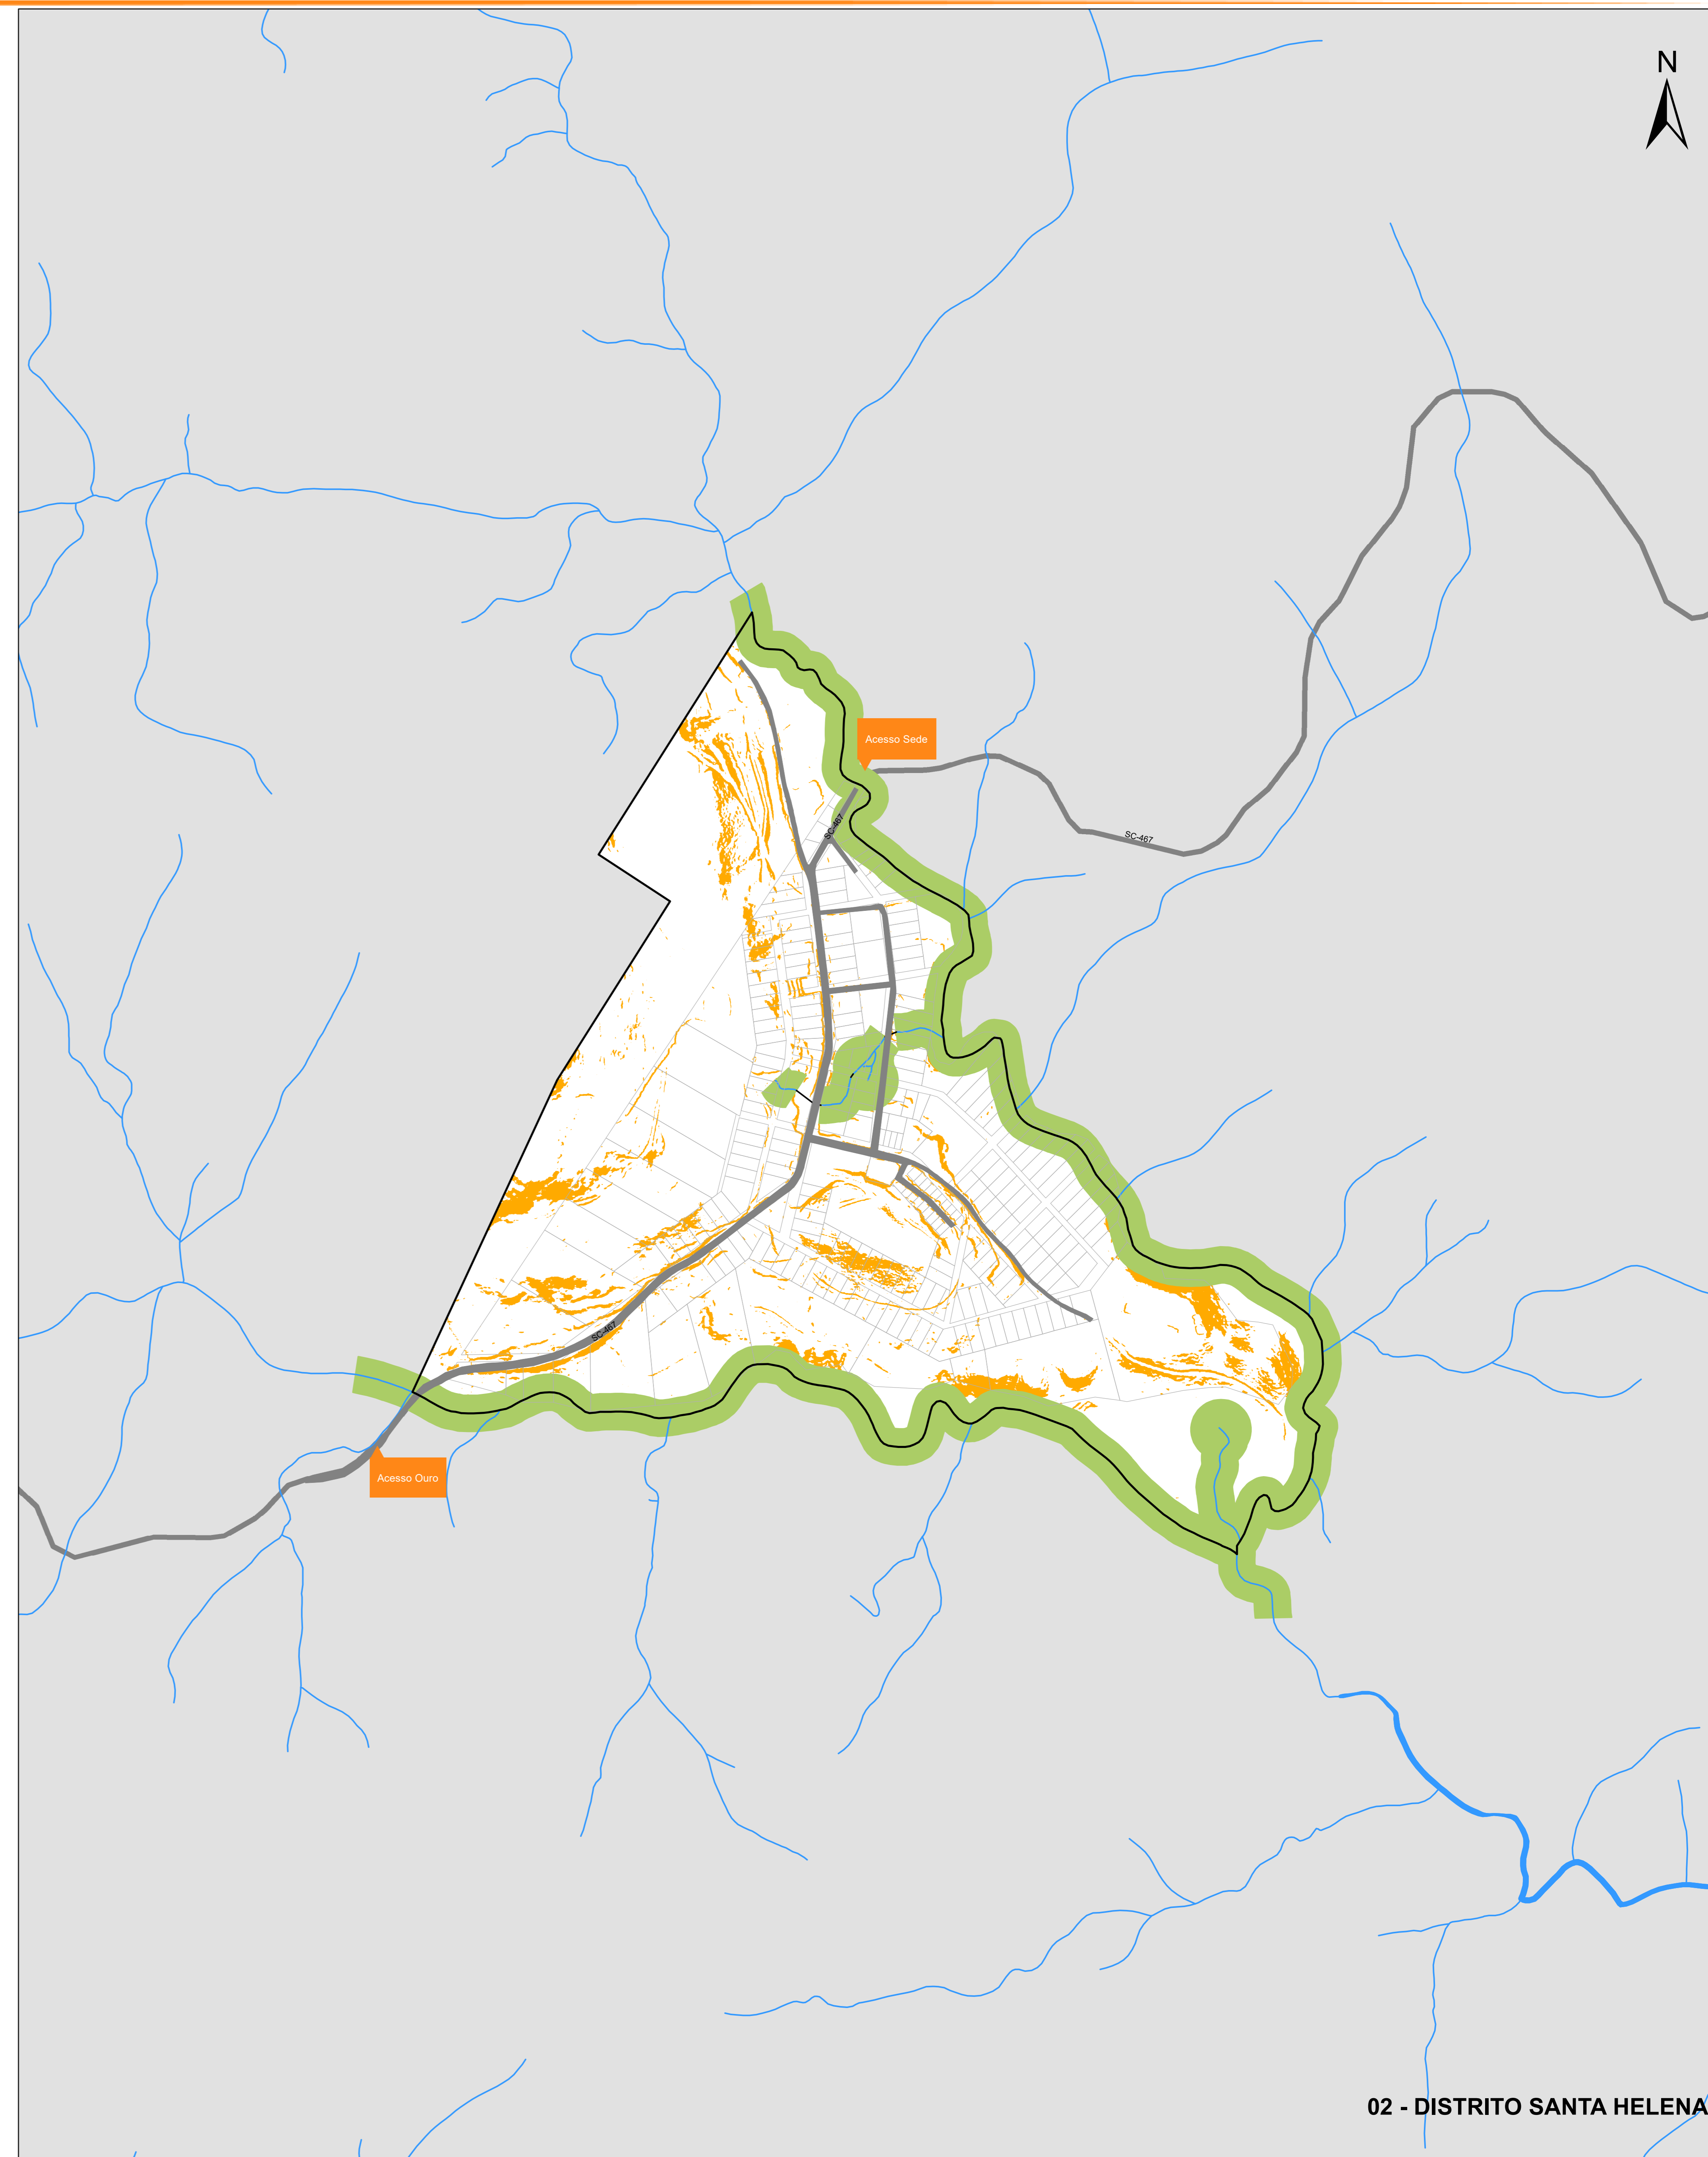 N
Acesso Sede
SC-467
SC-467
SC-467
Acesso Ouro
02 - DISTRITO SANTA HELENA